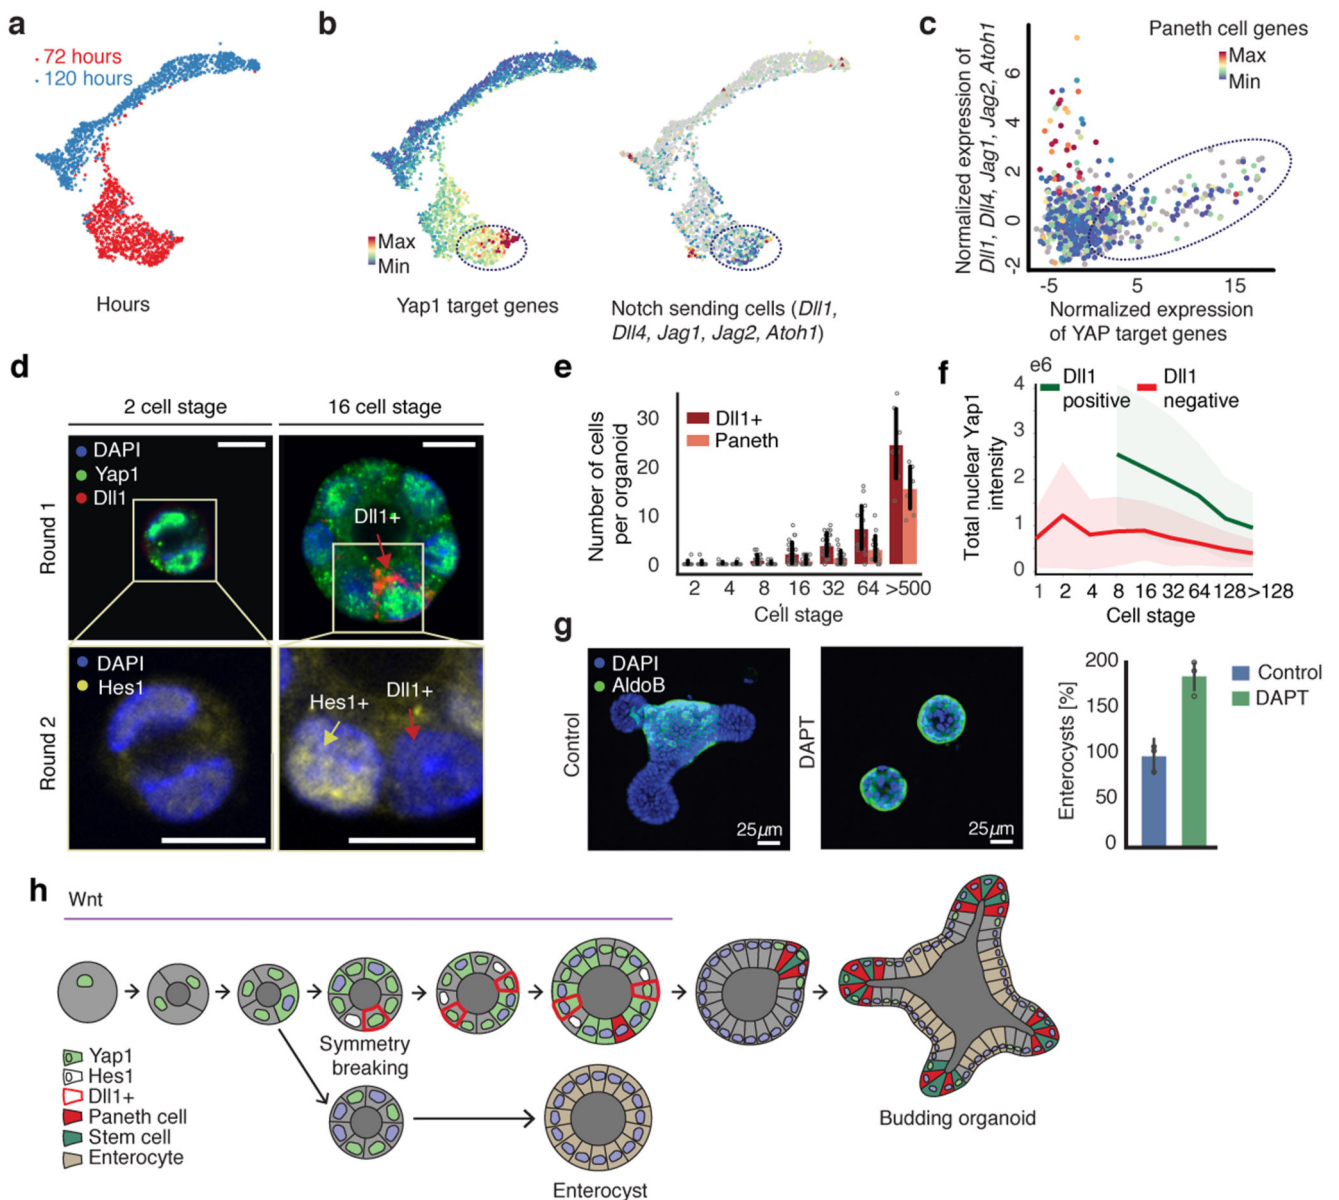 a
72 hours
120 hours
Hours
b
Max
Min
Yap1 target genes
Notch sending cells (Dll1,
Dll4, Jag1, Jag2, Atoh1)
c
Paneth cell genes
Max
Min
Normalized expression of
Dll1, Dll4, Jag1, Jag2, Atoh1
6
4
2
0
-2
-5
5
15
Normalized expression
of YAP target genes
d
2 cell stage
16 cell stage
Round 1
DAPI
Yap1
Dll1
Dll1+
Round 2
DAPI
Hes1
Hes1+
Dll1+
e
Number of cells
per organoid
30
20
10
0
Dll1+
Paneth
2 4 8 16 32 64 >500
Cell stage
f
e6
Dll1
positive
Dll1
negative
Total nuclear Yap1
intensity
4
3
2
1
0
1 2 4 8 16 32 64 128 >128
Cell stage
g
Control
DAPI
AldoB
25µm
DAPT
25µm
Enterocysts [%]
200
150
100
50
0
Control
DAPT
h
Wnt
Symmetry
breaking
Yap1
Hes1
Dll1+
Paneth cell
Stem cell
Enterocyte
Enterocyst
Budding organoid